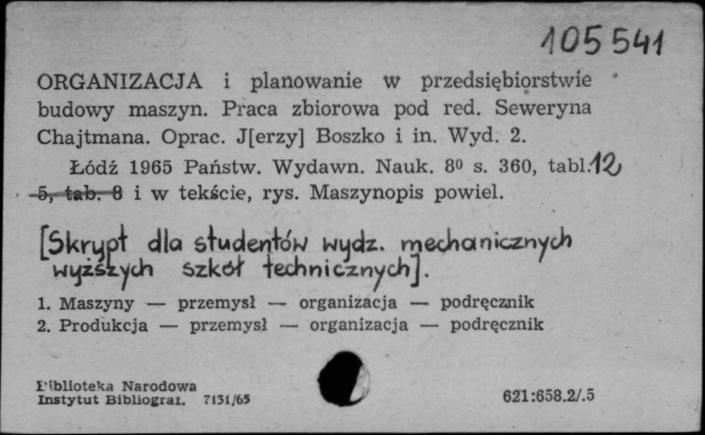 105 541
ORGANIZACJA i planowanie w przedsiębiorstwie
budowy maszyn. Praca zbiorowa pod red. Seweryna
Chajtmana. Oprac. J[erzy] Boszko i in. Wyd. 2.
Łódź 1965 Państw. Wydawn. Nauk. 8⁰ s. 360, tabl. 12,
5, tab. 8 i w tekście, rys. Maszynopis powiel.
[Skrypt dla studentów wydz. mechanicznych
wyższych szkół technicznych].
1. Maszyny — przemysł — organizacja — podręcznik
2. Produkcja — przemysł — organizacja — podręcznik
Biblioteka Narodowa
Instytut Bibliograf. 7151/65
621:658.2/.5